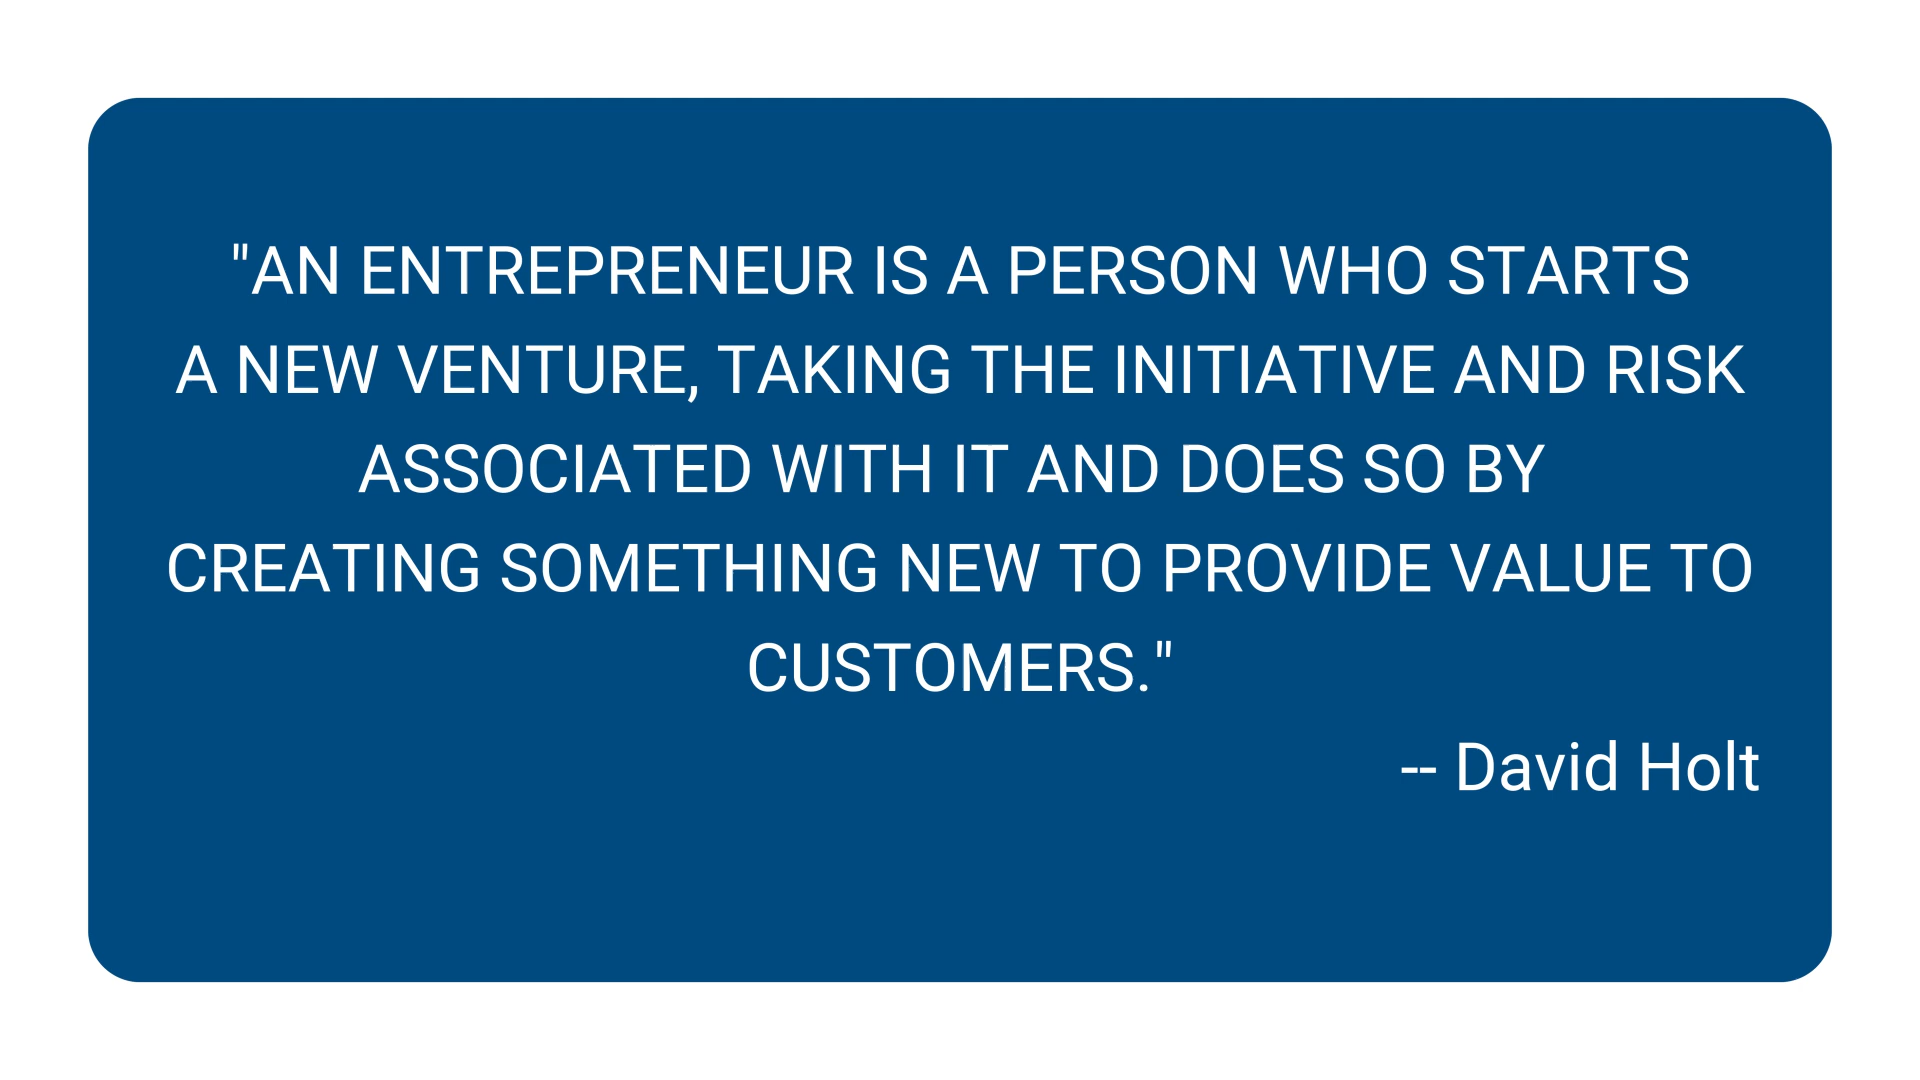 "AN ENTREPRENEUR IS A PERSON WHO STARTS
A NEW VENTURE, TAKING THE INITIATIVE AND RISK
ASSOCIATED WITH IT AND DOES SO BY
CREATING SOMETHING NEW TO PROVIDE VALUE TO
CUSTOMERS."
-- David Holt